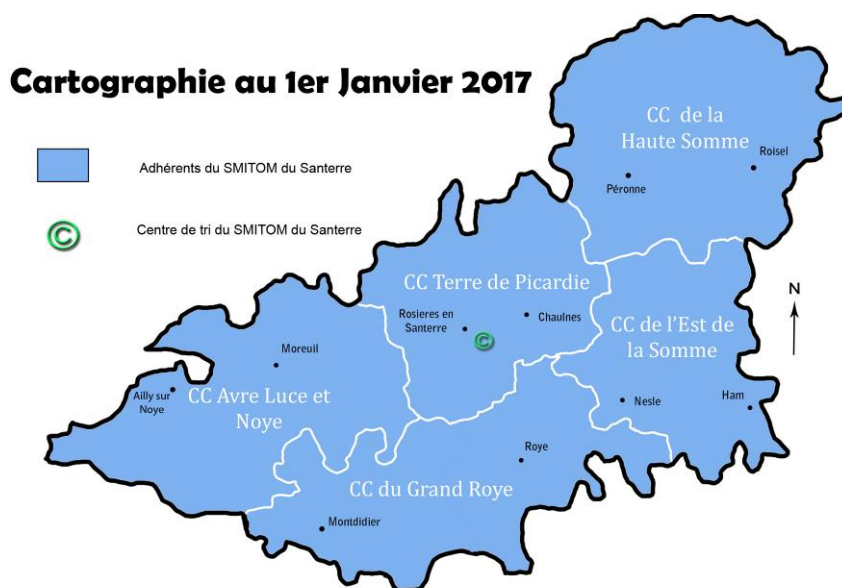 Cartographie au 1er Janvier 2017
Adhérents du SMITOM du Santerre
©
Centre de tri du SMITOM du Santerre
CC de la
Haute Somme
Roisel
Péronne
CC Terre de Picardie
Rosieres en
Santerre
Chaulnes
©
CC de l'Est de
la Somme
N
Moreuil
Ailly sur
Noye
CC Avre Luce et
Noye
Nesle
Ham
Roye
CC du Grand Roye
Montdidier